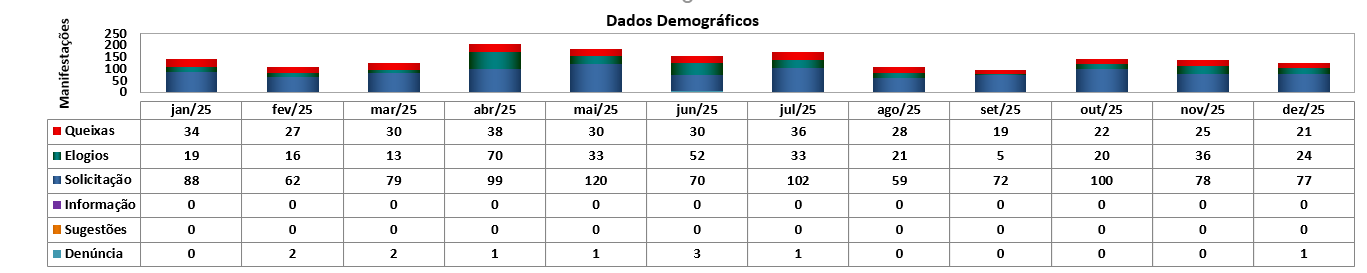 Dados Demográficos
Manifestações
250
200
150
100
50
0
jan/25 fev/25 mar/25 abr/25 mai/25 jun/25 jul/25 ago/25 set/25 out/25 nov/25 dez/25
Queixas 34 27 30 38 30 30 36 28 19 22 25 21
Elogios 19 16 13 70 33 52 33 21 5 20 36 24
Solicitação 88 62 79 99 120 70 102 59 72 100 78 77
Informação 0 0 0 0 0 0 0 0 0 0 0 0
Sugestões 0 0 0 0 0 0 0 0 0 0 0 0
Denúncia 0 2 2 1 1 3 1 0 0 0 0 1